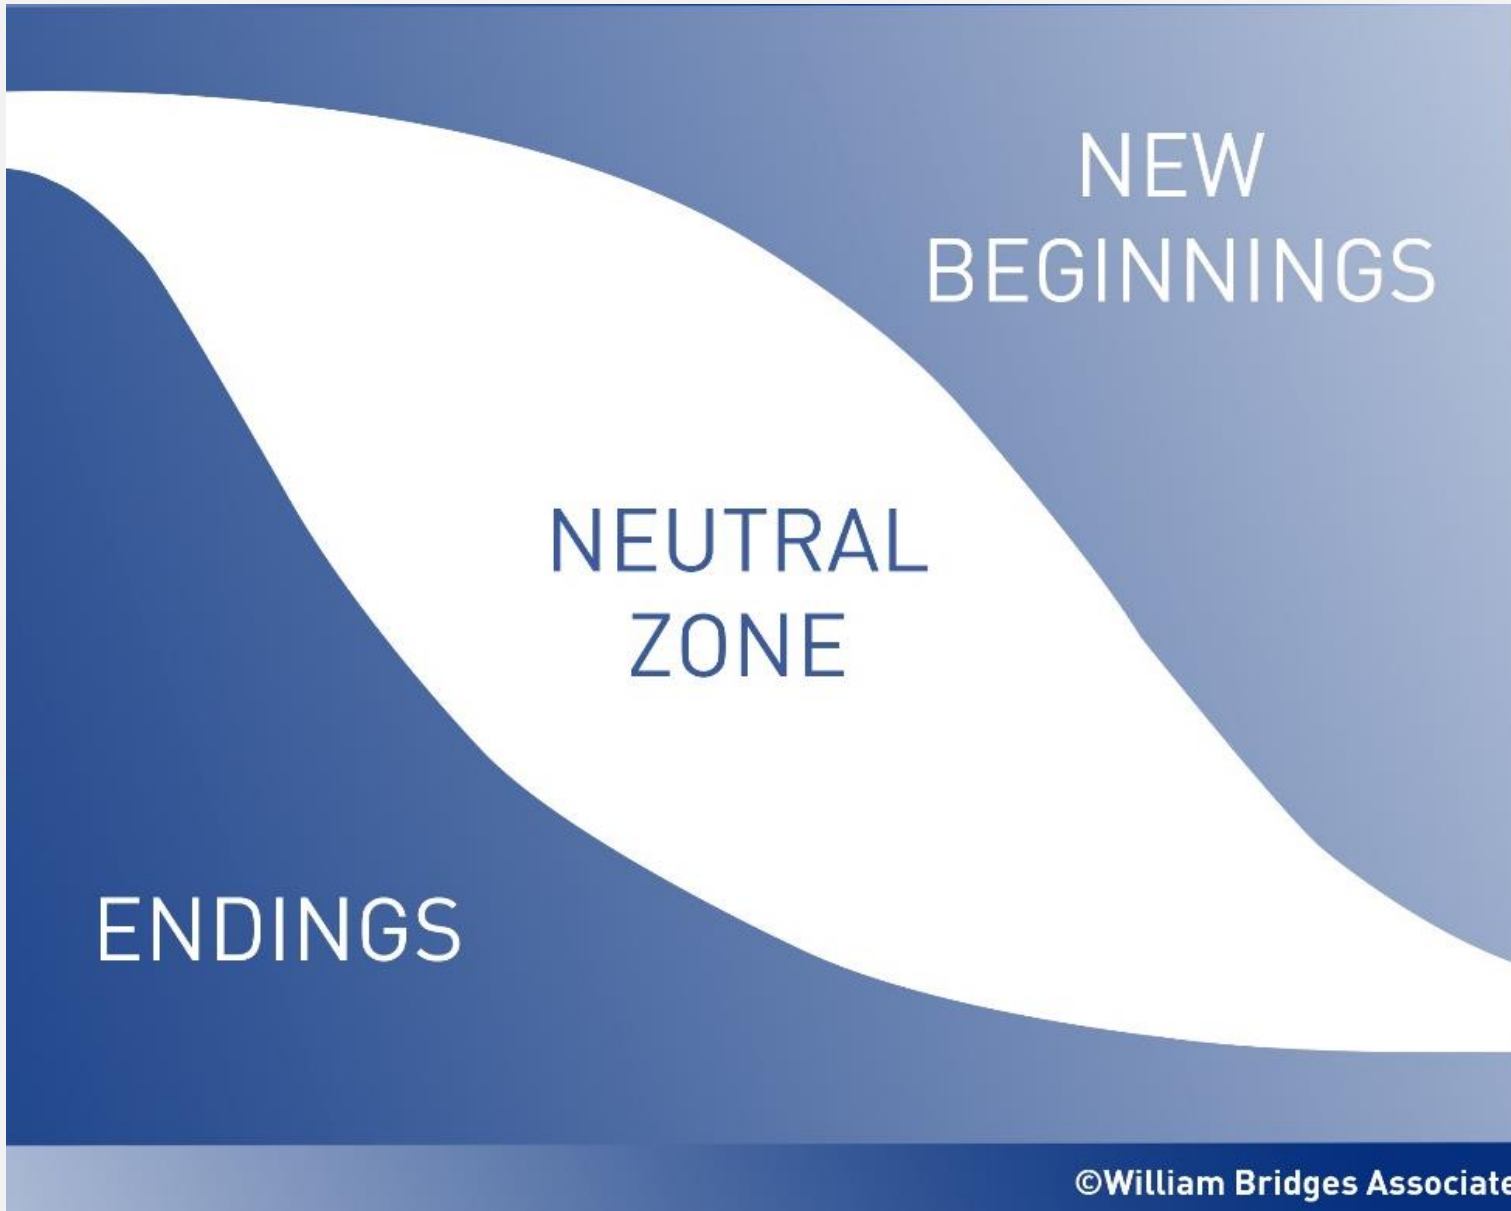 NEW
BEGINNINGS
NEUTRAL
ZONE
ENDINGS
©William Bridges Associate